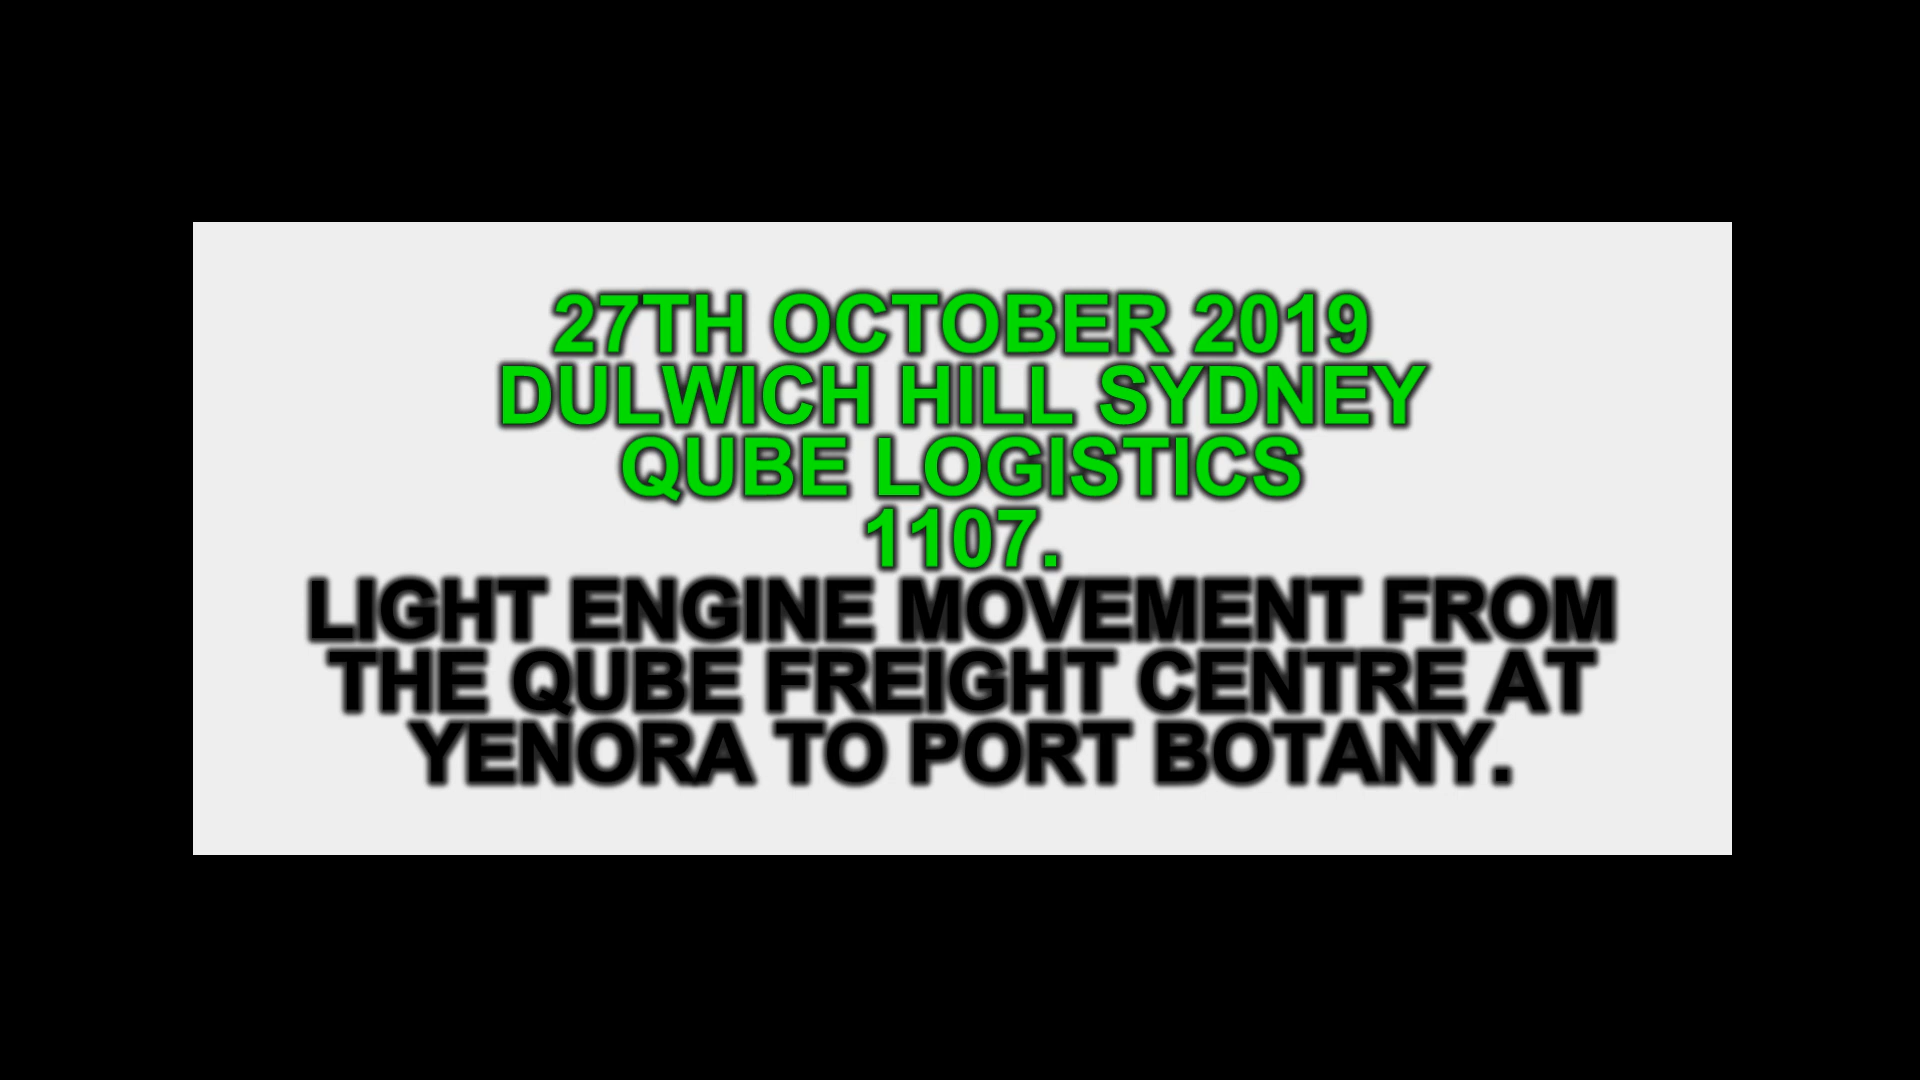 27TH OCTOBER 2019
DULWICH HILL SYDNEY
QUBE LOGISTICS
1107.
LIGHT ENGINE MOVEMENT FROM
THE QUBE FREIGHT CENTRE AT
YENORA TO PORT BOTANY.